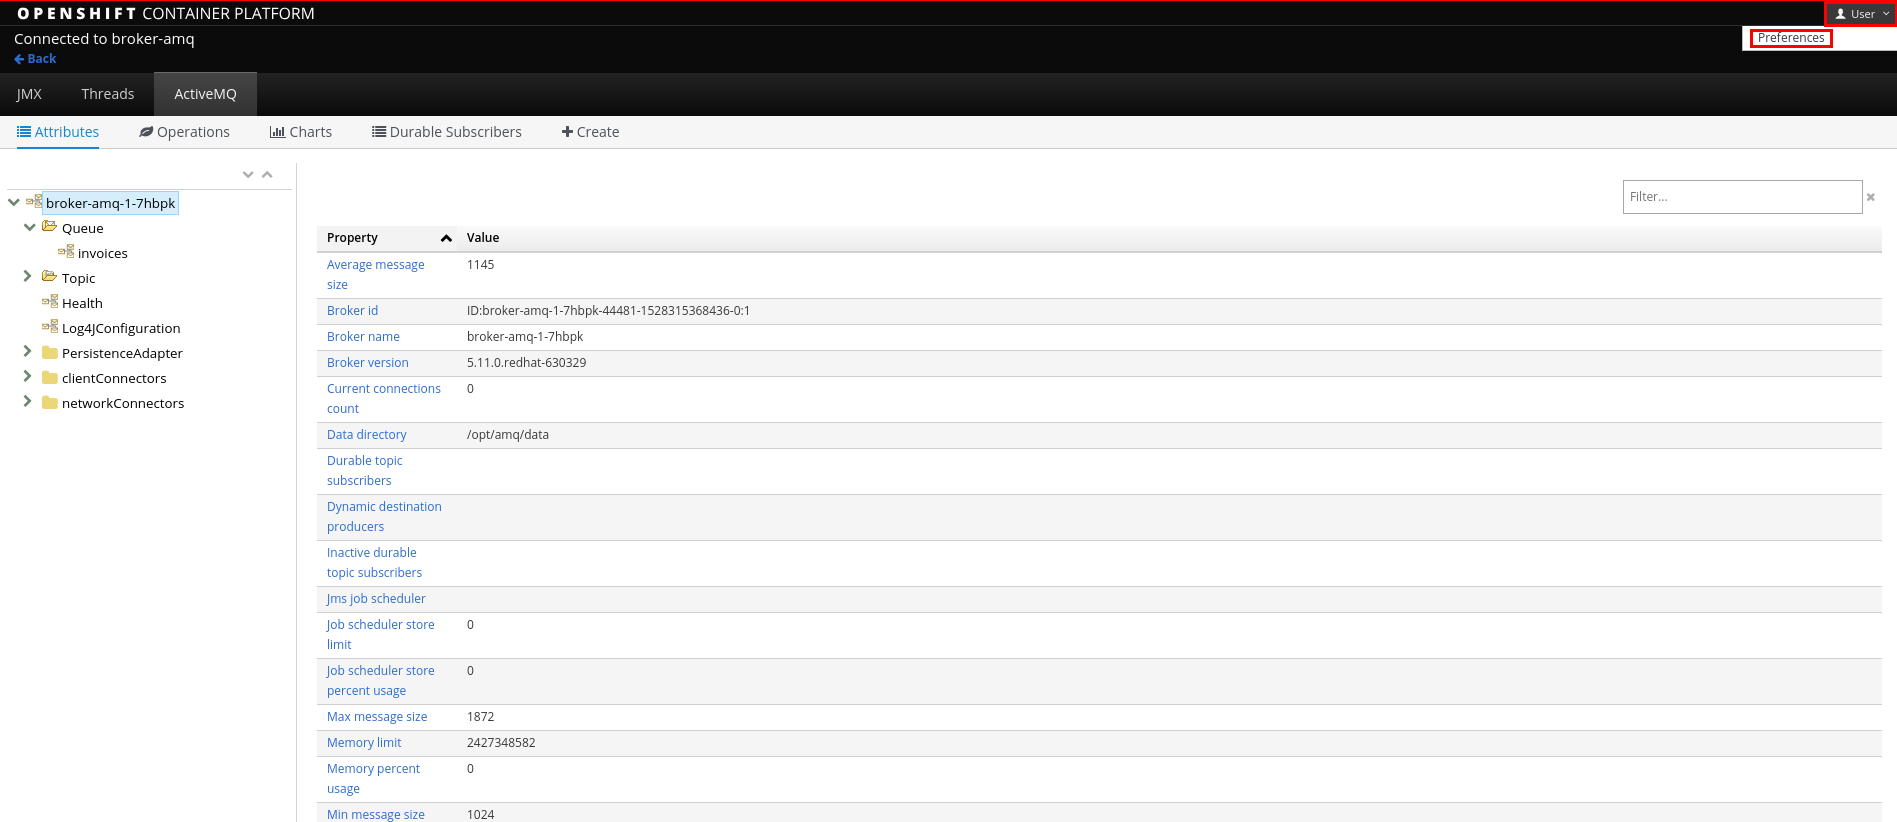 OPENSHIFT CONTAINER PLATFORM
User
Connected to broker-amq
Preferences
Back
JMX Threads ActiveMQ
Attributes Operations Charts Durable Subscribers Create
Filter...
broker-amq-1-7hbpk
Queue
invoices
Topic
Health
Log4JConfiguration
PersistenceAdapter
clientConnectors
networkConnectors
Property Value
Average message 1145
size
Broker id ID:broker-amq-1-7hbpk-44481-1528315368436-0:1
Broker name broker-amq-1-7hbpk
Broker version 5.11.0.redhat-630329
Current connections 0
count
Data directory /opt/amq/data
Durable topic
subscribers
Dynamic destination
producers
Inactive durable
topic subscribers
Jms job scheduler
Job scheduler store 0
limit
Job scheduler store 0
percent usage
Max message size 1872
Memory limit 2427348582
Memory percent 0
usage
Min message size 1024